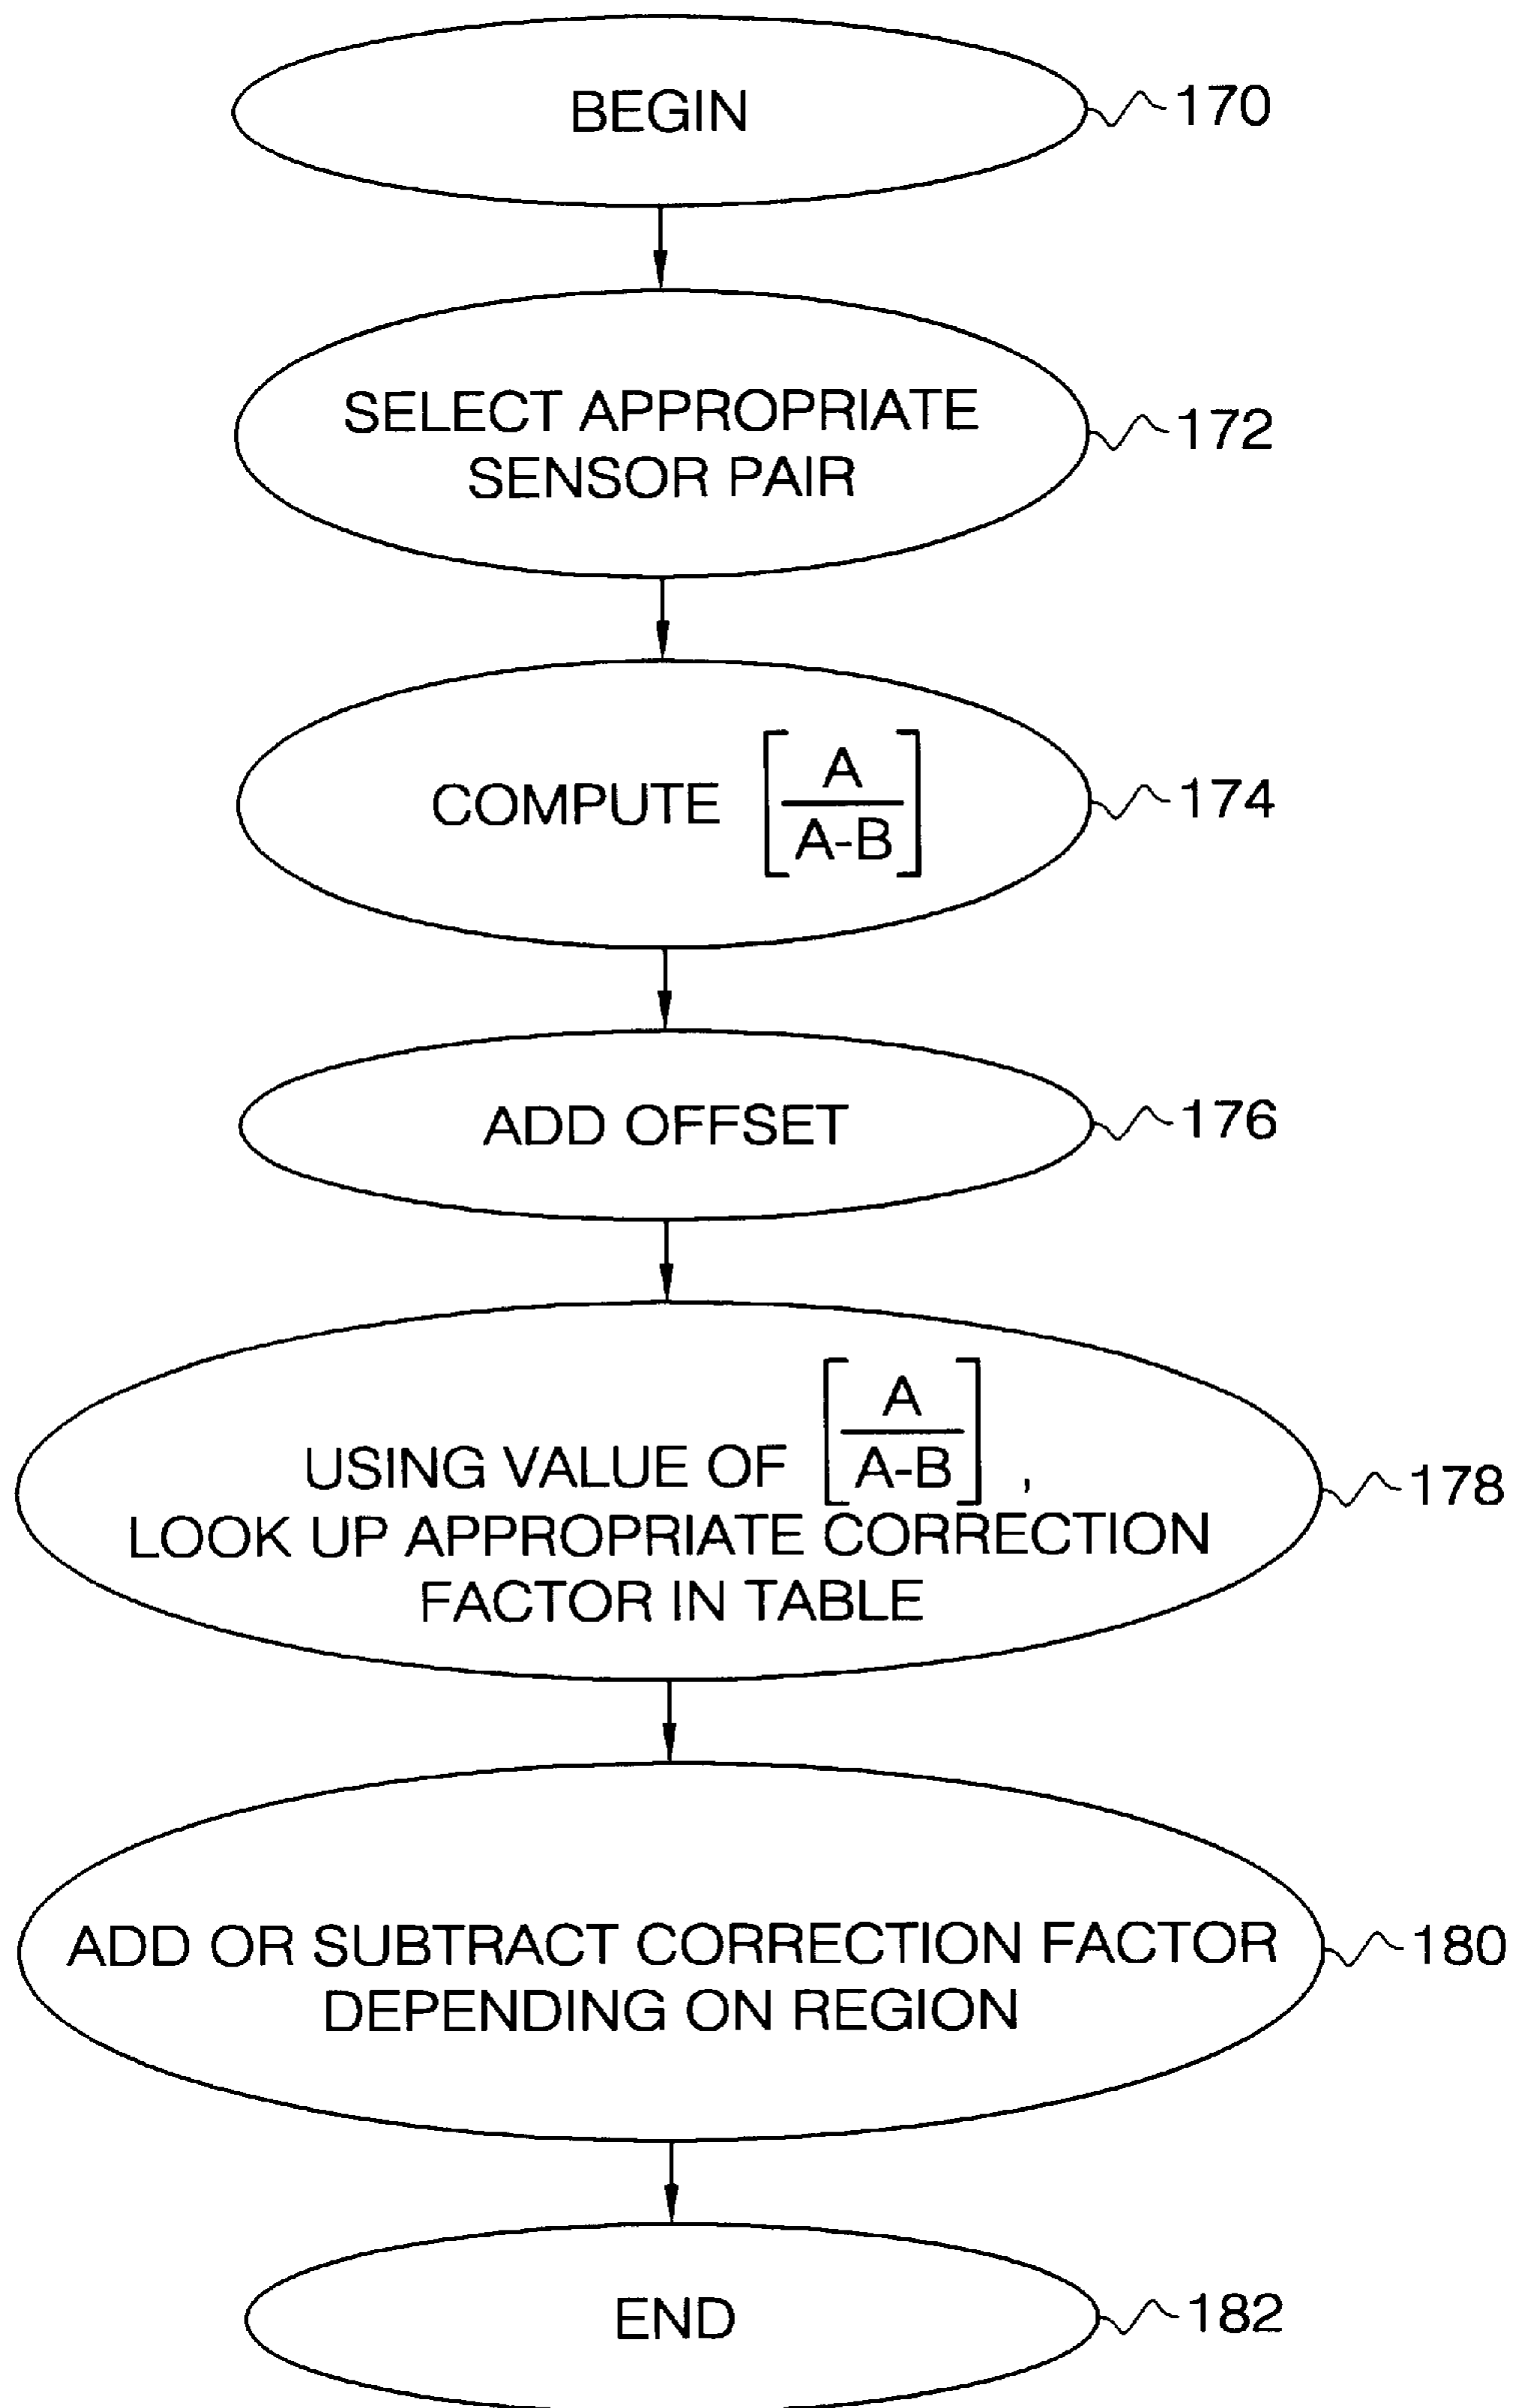 BEGIN
170
SELECT APPROPRIATE
SENSOR PAIR
172
COMPUTE [A/A-B]
174
ADD OFFSET
176
USING VALUE OF [A/A-B],
LOOK UP APPROPRIATE CORRECTION
FACTOR IN TABLE
178
ADD OR SUBTRACT CORRECTION FACTOR
DEPENDING ON REGION
180
END
182